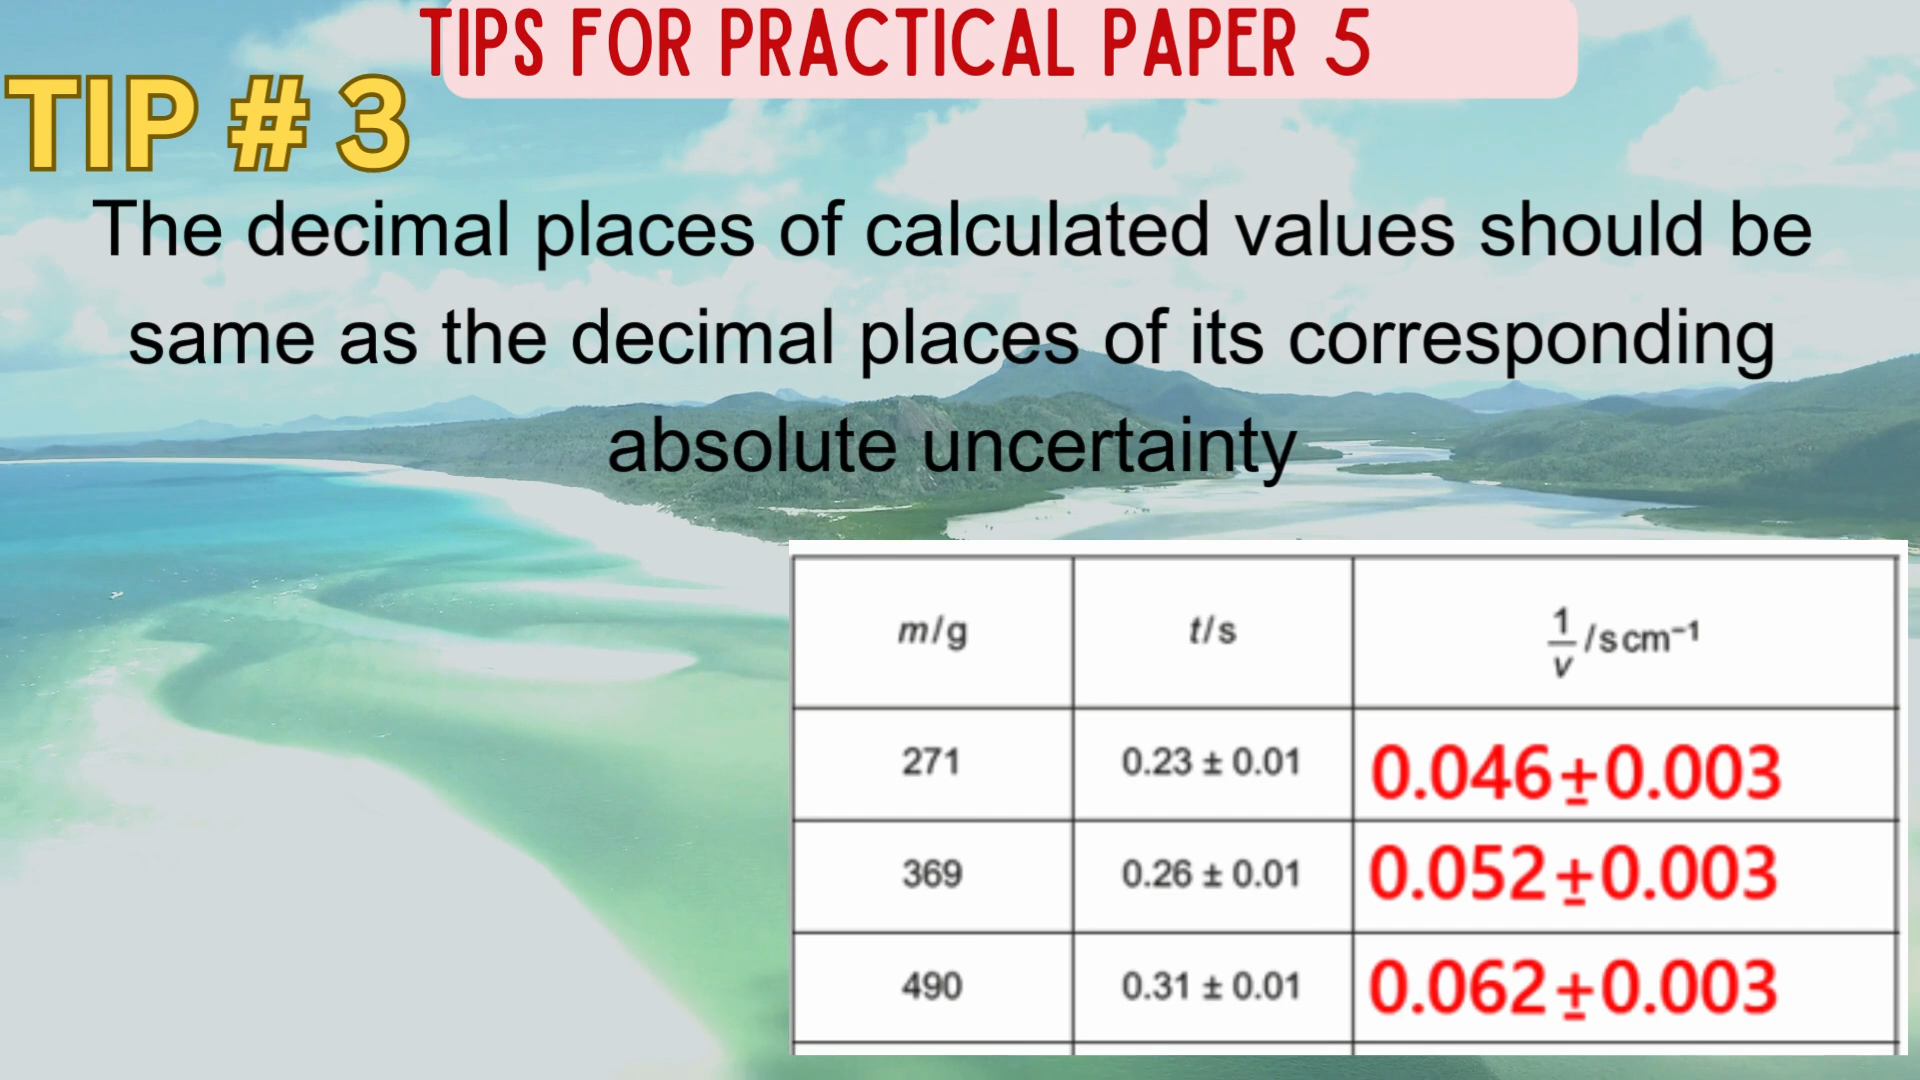 TIPS FOR PRACTICAL PAPER 5
TIP # 3
The decimal places of calculated values should be
same as the decimal places of its corresponding
absolute uncertainty
m/g t/s 1/v /s cm⁻¹
271 0.23 ± 0.01 0.046±0.003
369 0.26 ± 0.01 0.052±0.003
490 0.31 ± 0.01 0.062±0.003